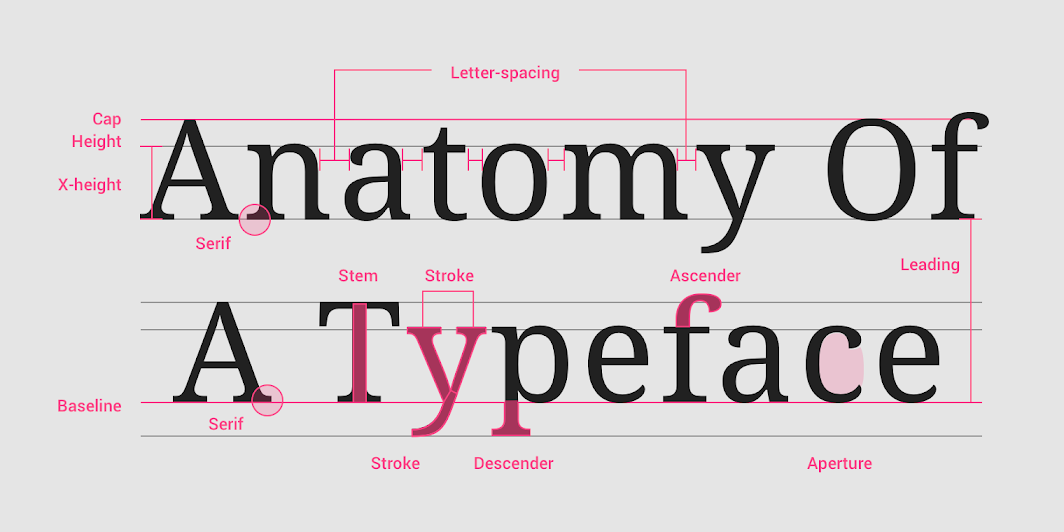 Letter-spacing
Cap
Height
X-height
Anatomy Of
Serif
Leading
Stem
Stroke
Ascender
A Typeface
Baseline
Serif
Stroke
Descender
Aperture